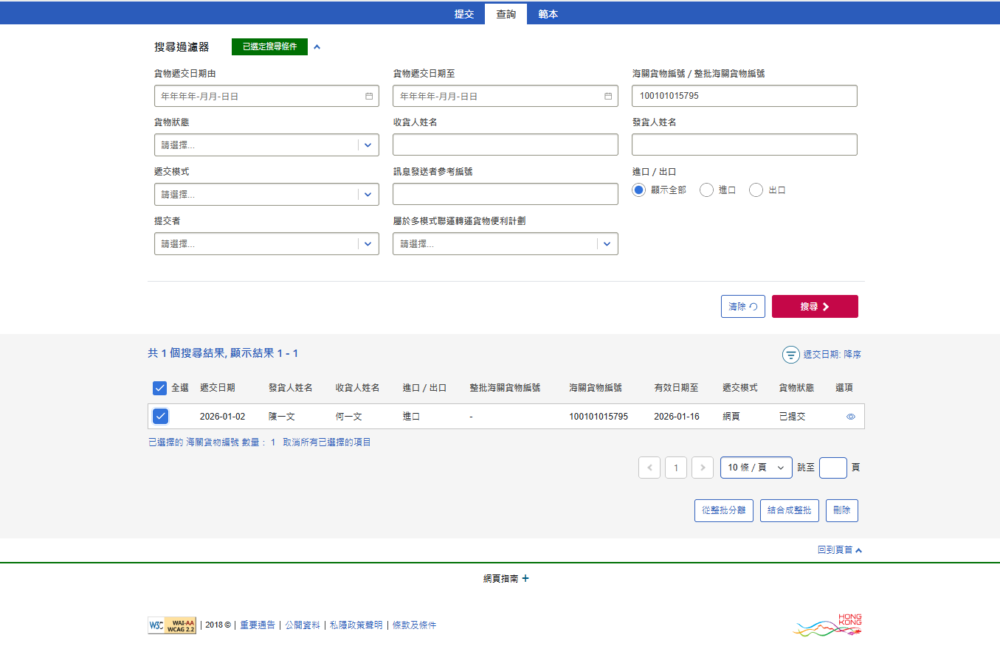 提交 查詢 範本
搜尋過濾器 已選定搜尋條件
貨物遞交日期由 貨物遞交日期至 海關貨物編號 / 整批海關貨物編號
年年年年-月月-日日 年年年年-月月-日日 100101015795
貨物狀態 收貨人姓名 發貨人姓名
請選擇...
遞交模式 訊息發送者參考編號 進口 / 出口
請選擇... 顯示全部 進口 出口
提交者 屬於多模式聯運轉運貨物便利計劃
請選擇... 請選擇...
清除 搜尋
共 1 個搜尋結果, 顯示結果 1 - 1 遞交日期: 降序
全選 遞交日期 發貨人姓名 收貨人姓名 進口 / 出口 整批海關貨物編號 海關貨物編號 有效日期至 遞交模式 貨物狀態 選項
2026-01-02 陳一文 何一文 進口 - 100101015795 2026-01-16 網頁 已提交
已選擇的 海關貨物編號 數量 : 1 取消所有已選擇的項目
1 10 條 / 頁 跳至 頁
從整批分離 結合成整批 刪除
回到頁首
網頁指南 +
W3C WAI-AA WCAG 2.2 | 2018 © | 重要通告 | 公開資料 | 私隱政策聲明 | 條款及條件
HONG KONG